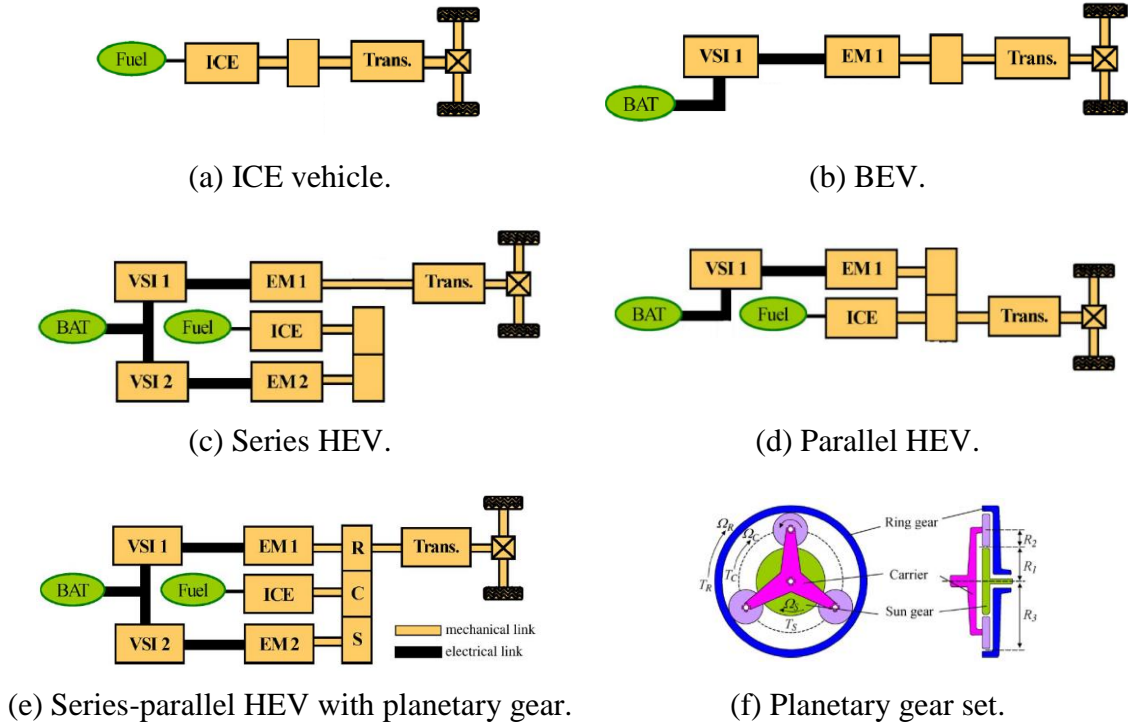 Fuel ICE Trans.
(a) ICE vehicle.
VSI 1 EM 1 Trans.
BAT
(b) BEV.
VSI 1 EM 1 Trans.
BAT Fuel ICE
VSI 2 EM 2
(c) Series HEV.
VSI 1 EM 1
BAT Fuel ICE Trans.
(d) Parallel HEV.
VSI 1 EM 1 R Trans.
BAT Fuel ICE C
VSI 2 EM 2 S
mechanical link
electrical link
(e) Series-parallel HEV with planetary gear.
Ω_R Ω_C Ring gear R_2
T_R T_C Carrier R_1
Ω_S Sun gear
T_S R_3
(f) Planetary gear set.